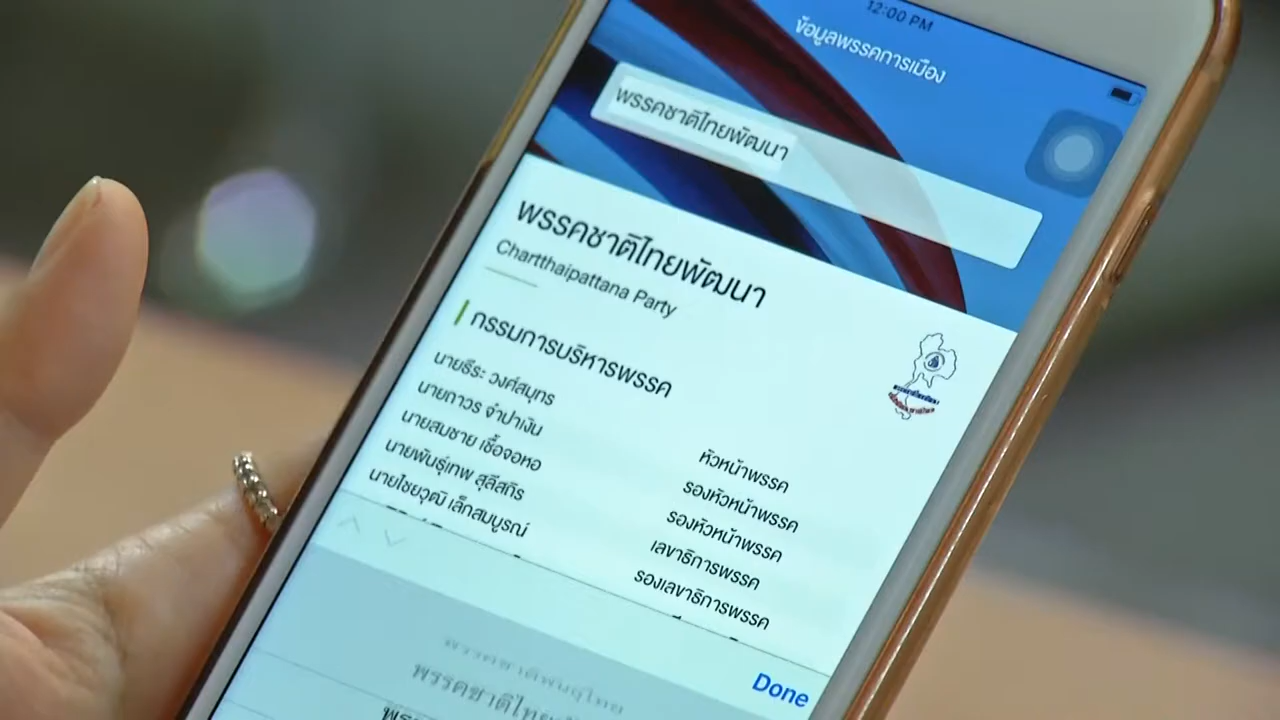 12:00 PM
ข้อมูลพรรคการเมือง
พรรคชาติไทยพัฒนา
พรรคชาติไทยพัฒนา
Chartthaipattana Party
กรรมการบริหารพรรค
นายธีระ วงศ์สมุทร หัวหน้าพรรค
นายถาวร จำปาเงิน รองหัวหน้าพรรค
นายสมชาย เชื้อจอหอ รองหัวหน้าพรรค
นายพันธุ์เทพ สุลีสถิร เลขาธิการพรรค
นายไชยวุฒิ เล็กสมบูรณ์ รองเลขาธิการพรรค
Done
พรรคชาติพันธุ์ไทย